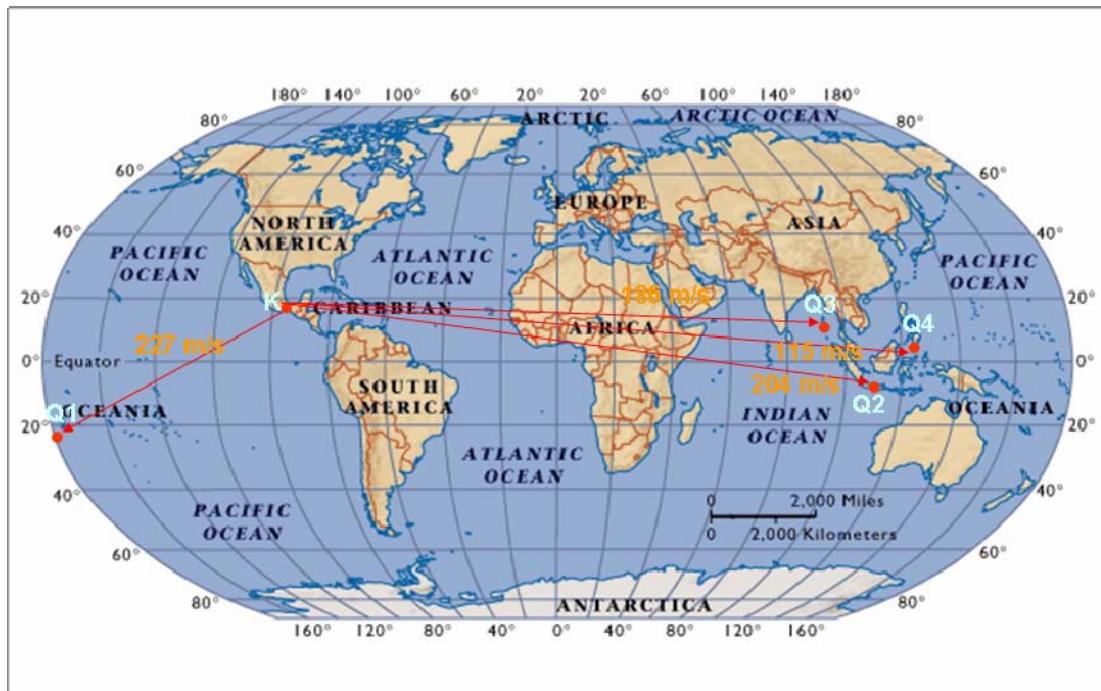 180° 140° 100° 60° 20° 20° 60° 100° 140° 180°
80° ARCTIC ARCTIC OCEAN 80°
60° 60°
EUROPE
NORTH AMERICA
ASIA
40° 40°
PACIFIC OCEAN
ATLANTIC OCEAN
PACIFIC OCEAN
20° K CARIBBEAN Q3 20°
Q4
AFRICA
227 m/s
115 m/s
0° Equator 0°
204 m/s
SOUTH AMERICA
Q2
Q1
OCEANIA
OCEANIA
INDIAN OCEAN
20° 20°
ATLANTIC OCEAN
40° 40°
0 2,000 Miles
0 2,000 Kilometers
PACIFIC OCEAN
60° 60°
80° ANTARCTICA 80°
160° 120° 80° 40° 0° 40° 80° 120° 160°